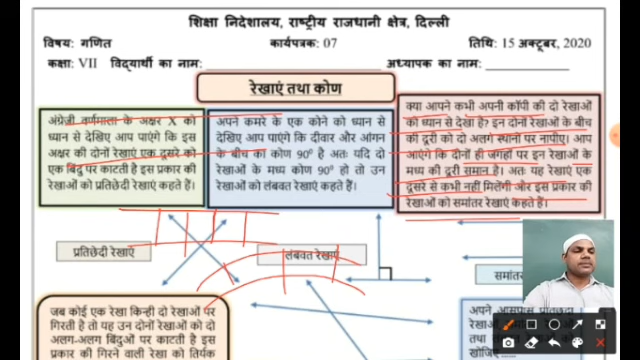 शिक्षा निदेशालय, राष्ट्रीय राजधानी क्षेत्र, दिल्ली
विषय: गणित कार्यपत्रक: 07 तिथि: 15 अक्टूबर, 2020
कक्षा: VII विद्यार्थी का नाम: अध्यापक का नाम:
रेखाएं तथा कोण
अंग्रेज़ी वर्णमाला के अक्षर X को
ध्यान से देखिए आप पाएंगे कि इस
अक्षर की दोनों रेखाएं एक दूसरे को
एक बिंदु पर काटती है इस प्रकार की
रेखाओं को प्रतिछेदी रेखाएं कहते हैं।
अपने कमरे के एक कोने को ध्यान से
देखिए आप पाएंगे कि दीवार और आंगन
के बीच का कोण 90° है अतः यदि दो
रेखाओं के मध्य कोण 90° हो तो उन
रेखाओं को लंबवत रेखाएं कहते हैं।
क्या आपने कभी अपनी कॉपी की दो रेखाओं
को ध्यान से देखा है? इन दोनों रेखाओं के बीच
की दूरी को दो अलग स्थानों पर नापीए। आप
पाएंगे कि दोनों ही जगहों पर इन रेखाओं के
मध्य की दूरी समान है। अतः यह रेखाएं एक
दूसरे से कभी नहीं मिलेंगी और इस प्रकार की
रेखाओं को समांतर रेखाएं कहते हैं।
प्रतिछेदी रेखाएं
लंबवत रेखाएं
समांतर
जब कोई एक रेखा किन्ही दो रेखाओं पर
गिरती है तो यह उन दोनों रेखाओं को दो
अलग-अलग बिंदुओं पर काटती है इस
प्रकार की गिरने वाली रेखा को तिर्यक
अपने आसपास
रेखाओं
तथा
खोजिए